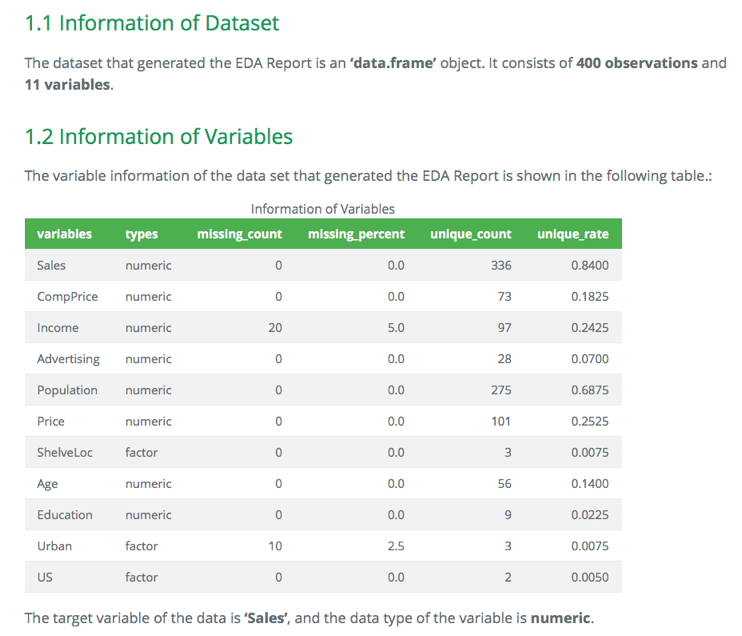 1.1 Information of Dataset
The dataset that generated the EDA Report is an ‘data.frame’ object. It consists of 400 observations and
11 variables.
1.2 Information of Variables
The variable information of the data set that generated the EDA Report is shown in the following table.:
Information of Variables
variables types missing_count missing_percent unique_count unique_rate
Sales numeric 0 0.0 336 0.8400
CompPrice numeric 0 0.0 73 0.1825
Income numeric 20 5.0 97 0.2425
Advertising numeric 0 0.0 28 0.0700
Population numeric 0 0.0 275 0.6875
Price numeric 0 0.0 101 0.2525
ShelveLoc factor 0 0.0 3 0.0075
Age numeric 0 0.0 56 0.1400
Education numeric 0 0.0 9 0.0225
Urban factor 10 2.5 3 0.0075
US factor 0 0.0 2 0.0050
The target variable of the data is ‘Sales’, and the data type of the variable is numeric.